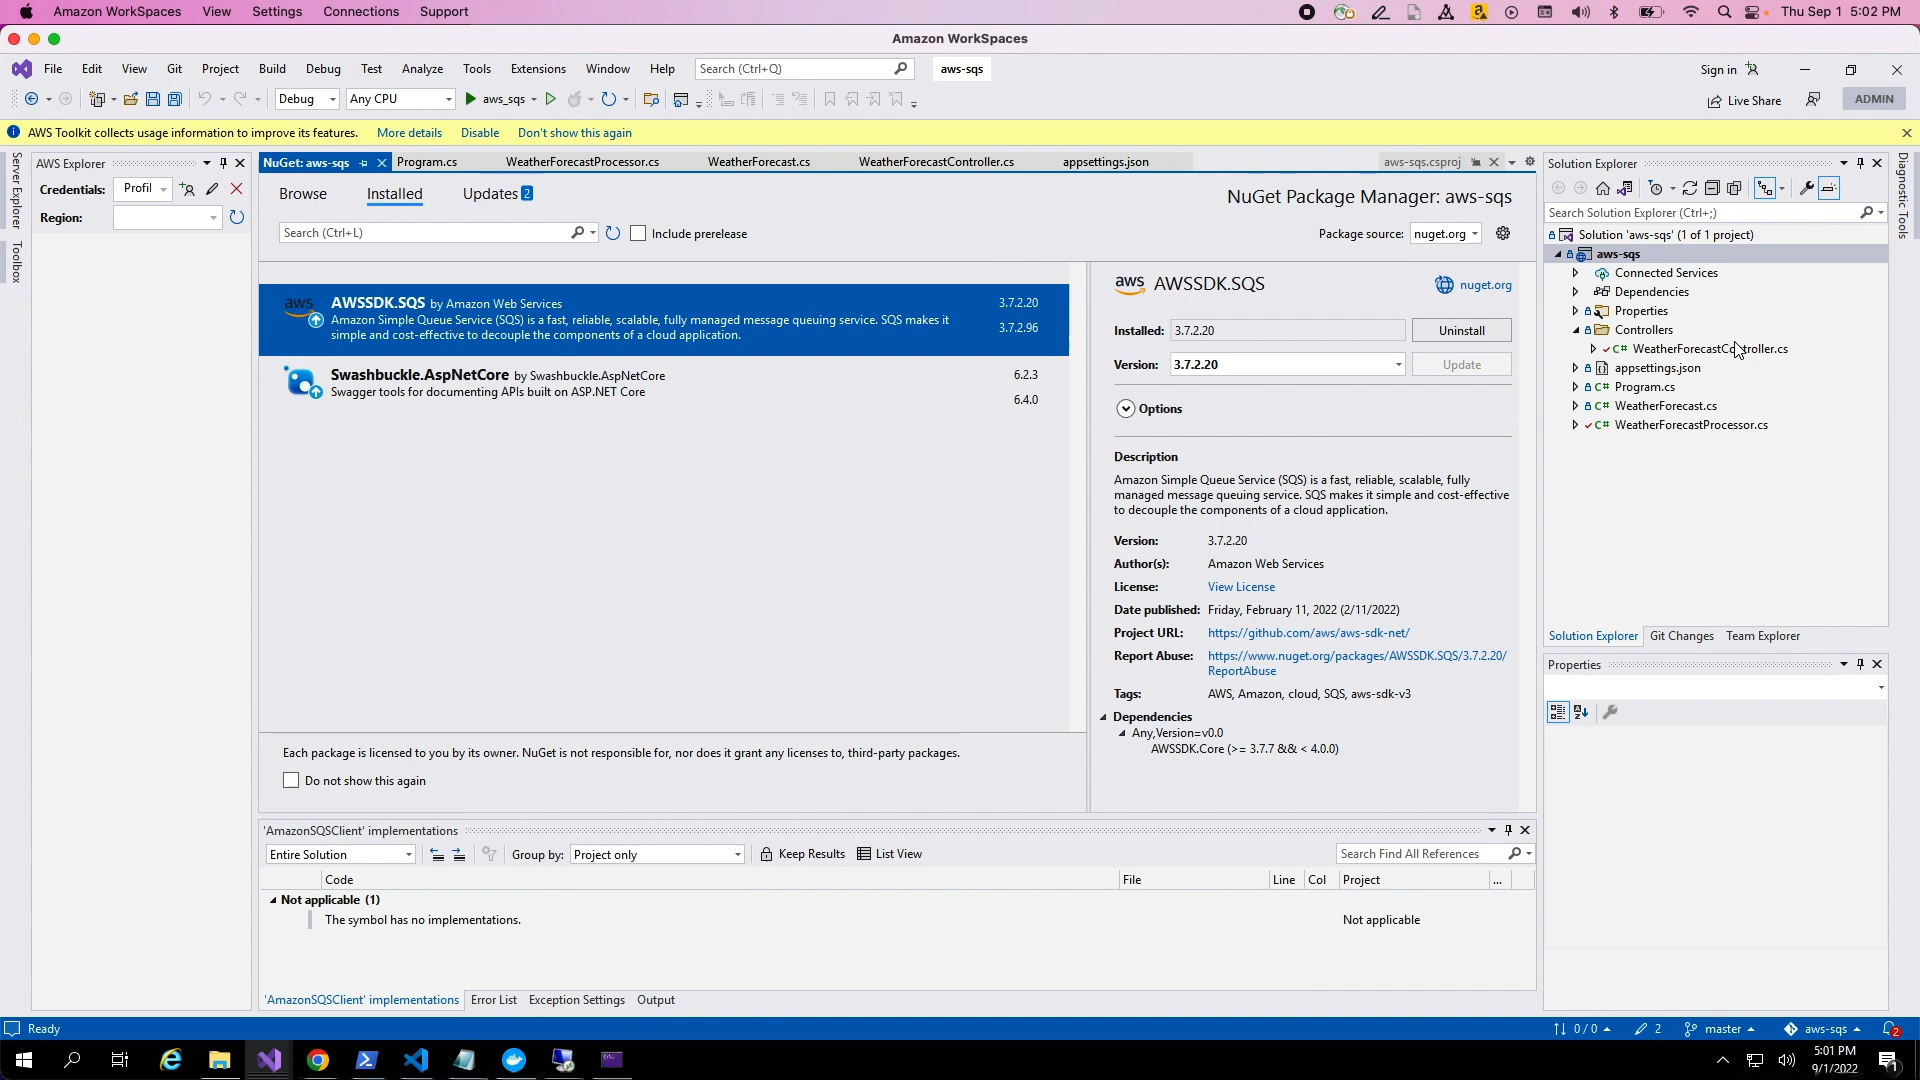 Amazon WorkSpaces View Settings Connections Support
Thu Sep 1 5:02 PM
Amazon WorkSpaces
File Edit View Git Project Build Debug Test Analyze Tools Extensions Window Help Search (Ctrl+Q) aws-sqs Sign in
Debug Any CPU aws-sqs Live Share ADMIN
AWS Toolkit collects usage information to improve its features. More details Disable Don't show this again
Server Explorer
Toolbox
AWS Explorer
Credentials: Profil
Region:
NuGet: aws-sqs Program.cs WeatherForecastProcessor.cs WeatherForecast.cs WeatherForecastController.cs appsettings.json aws-sqs.csproj
Browse Installed Updates 2
NuGet Package Manager: aws-sqs
Search (Ctrl+L) Include prerelease
Package source: nuget.org
aws AWSSDK.SQS by Amazon Web Services 3.7.2.20
Amazon Simple Queue Service (SQS) is a fast, reliable, scalable, fully managed message queuing service. SQS makes it 3.7.2.96
simple and cost-effective to decouple the components of a cloud application.
Swashbuckle.AspNetCore by Swashbuckle.AspNetCore 6.2.3
Swagger tools for documenting APIs built on ASP.NET Core 6.4.0
Each package is licensed to you by its owner. NuGet is not responsible for, nor does it grant any licenses to, third-party packages.
Do not show this again
aws AWSSDK.SQS nuget.org
Installed: 3.7.2.20 Uninstall
Version: 3.7.2.20 Update
Options
Description
Amazon Simple Queue Service (SQS) is a fast, reliable, scalable, fully
managed message queuing service. SQS makes it simple and cost-effective
to decouple the components of a cloud application.
Version: 3.7.2.20
Author(s): Amazon Web Services
License: View License
Date published: Friday, February 11, 2022 (2/11/2022)
Project URL: https://github.com/aws/aws-sdk-net/
Report Abuse: https://www.nuget.org/packages/AWSSDK.SQS/3.7.2.20/
ReportAbuse
Tags: AWS, Amazon, cloud, SQS, aws-sdk-v3
Dependencies
Any,Version=v0.0
AWSSDK.Core (>= 3.7.7 && < 4.0.0)
Solution Explorer
Search Solution Explorer (Ctrl+;)
Solution 'aws-sqs' (1 of 1 project)
aws-sqs
Connected Services
Dependencies
Properties
Controllers
C# WeatherForecastController.cs
appsettings.json
C# Program.cs
C# WeatherForecast.cs
C# WeatherForecastProcessor.cs
Solution Explorer Git Changes Team Explorer
Properties
Diagnostic Tools
'AmazonSQSClient' implementations
Entire Solution Group by: Project only Keep Results List View Search Find All References
Code File Line Col Project ...
Not applicable (1)
The symbol has no implementations. Not applicable
'AmazonSQSClient' implementations Error List Exception Settings Output
Ready 0 / 0 2 master aws-sqs 2
5:01 PM
9/1/2022
1